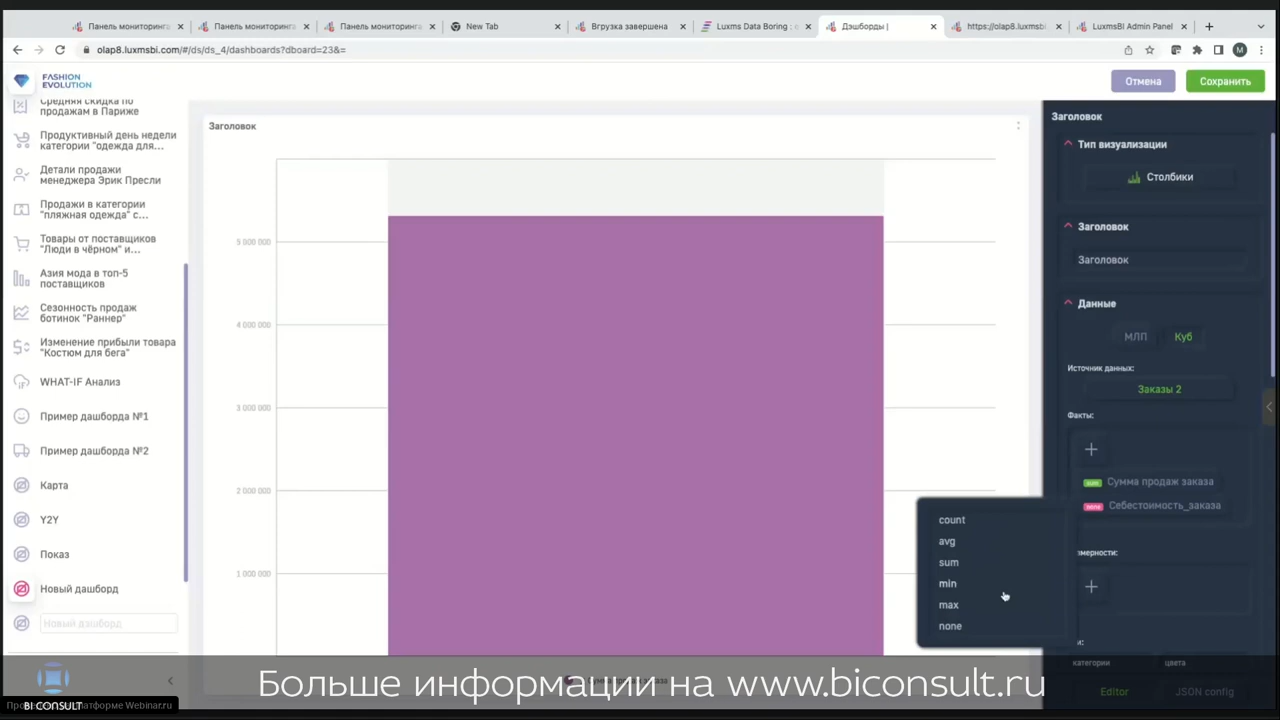 Панель мониторинга
Панель мониторинга
Панель мониторинга
New Tab
Вгрузка завершена
Luxms Data Boring : о
Дэшборды |
https://olap8.luxmsbi
LuxmsBI Admin Panel
olap8.luxmsbi.com/#/ds/ds_4/dashboards?dboard=23&=
M
FASHION
EVOLUTION
Отмена
Сохранить
Средняя скидка по
продажам в Париже
Продуктивный день недели
категории "одежда для...
Детали продажи
менеджера Эрик Пресли
Продажи в категории
"пляжная одежда" с...
Товары от поставщиков
"Люди в чёрном" и...
Азия мода в топ-5
поставщиков
Сезонность продаж
ботинок "Раннер"
Изменение прибыли товара
"Костюм для бега"
WHAT-IF Анализ
Пример дашборда №1
Пример дашборда №2
Карта
Y2Y
Показ
Новый дашборд
Новый дашборд
Заголовок
4 000 000
3 000 000
2 000 000
1 000 000
Заголовок
Тип визуализации
Столбики
Заголовок
Заголовок
Данные
МЛП
Куб
Источник данных:
Заказы 2
Факты:
sum
Сумма продаж заказа
none
Себестоимость_заказа
count
avg
sum
min
max
none
змерности:
категории
цвета
Editor
JSON config
Больше информации на www.biconsult.ru
BI CONSULT